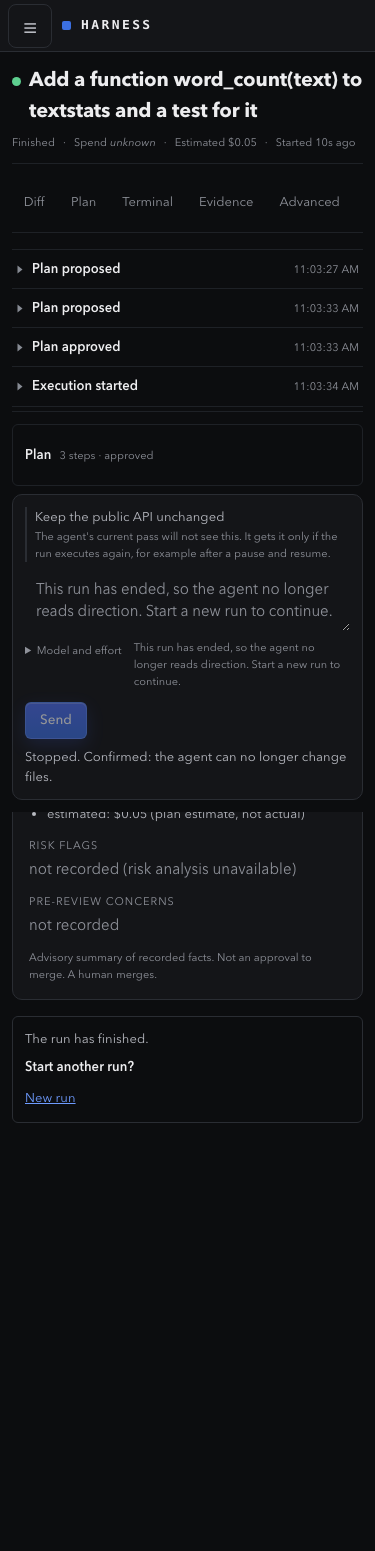 HARNESS
Add a function word_count(text) to
textstats and a test for it
Finished · Spend unknown · Estimated $0.05 · Started 10s ago
Diff Plan Terminal Evidence Advanced
Plan proposed 11:03:27 AM
Plan proposed 11:03:33 AM
Plan approved 11:03:33 AM
Execution started 11:03:34 AM
Plan 3 steps · approved
Keep the public API unchanged
The agent's current pass will not see this. It gets it only if the
run executes again, for example after a pause and resume.
This run has ended, so the agent no longer
reads direction. Start a new run to continue.
Model and effort
This run has ended, so the agent no
longer reads direction. Start a new run to
continue.
Send
Stopped. Confirmed: the agent can no longer change
files.
• estimated: $0.05 (plan estimate, not actual)
RISK FLAGS
not recorded (risk analysis unavailable)
PRE-REVIEW CONCERNS
not recorded
Advisory summary of recorded facts. Not an approval to
merge. A human merges.
The run has finished.
Start another run?
New run